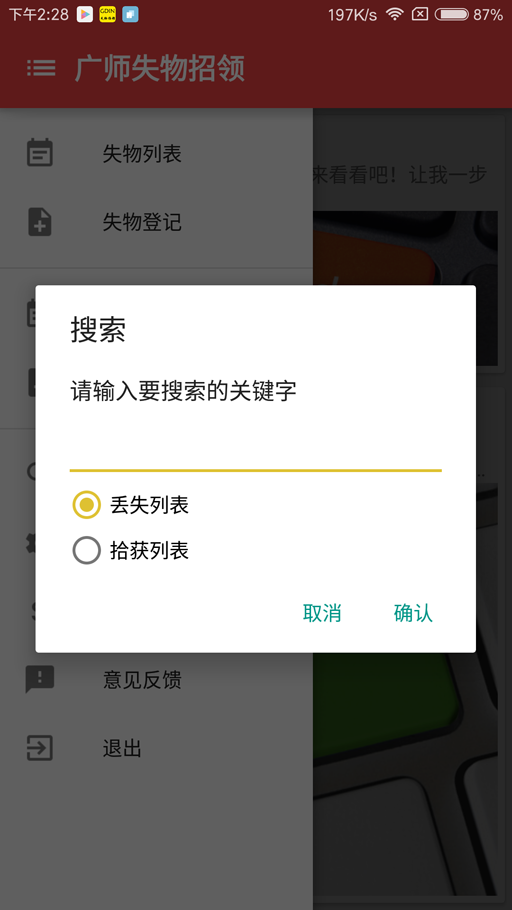 下午2:28
GDIN
197K/s
87%
广师失物招领
失物列表
来看看吧！让我一步
失物登记
搜索
请输入要搜索的关键字
丢失列表
拾获列表
取消
确认
意见反馈
退出